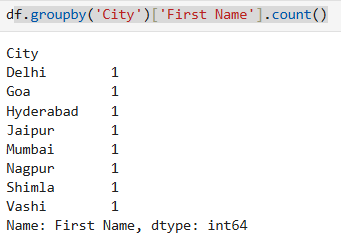 df.groupby('City')['First Name'].count()
City
Delhi 1
Goa 1
Hyderabad 1
Jaipur 1
Mumbai 1
Nagpur 1
Shimla 1
Vashi 1
Name: First Name, dtype: int64